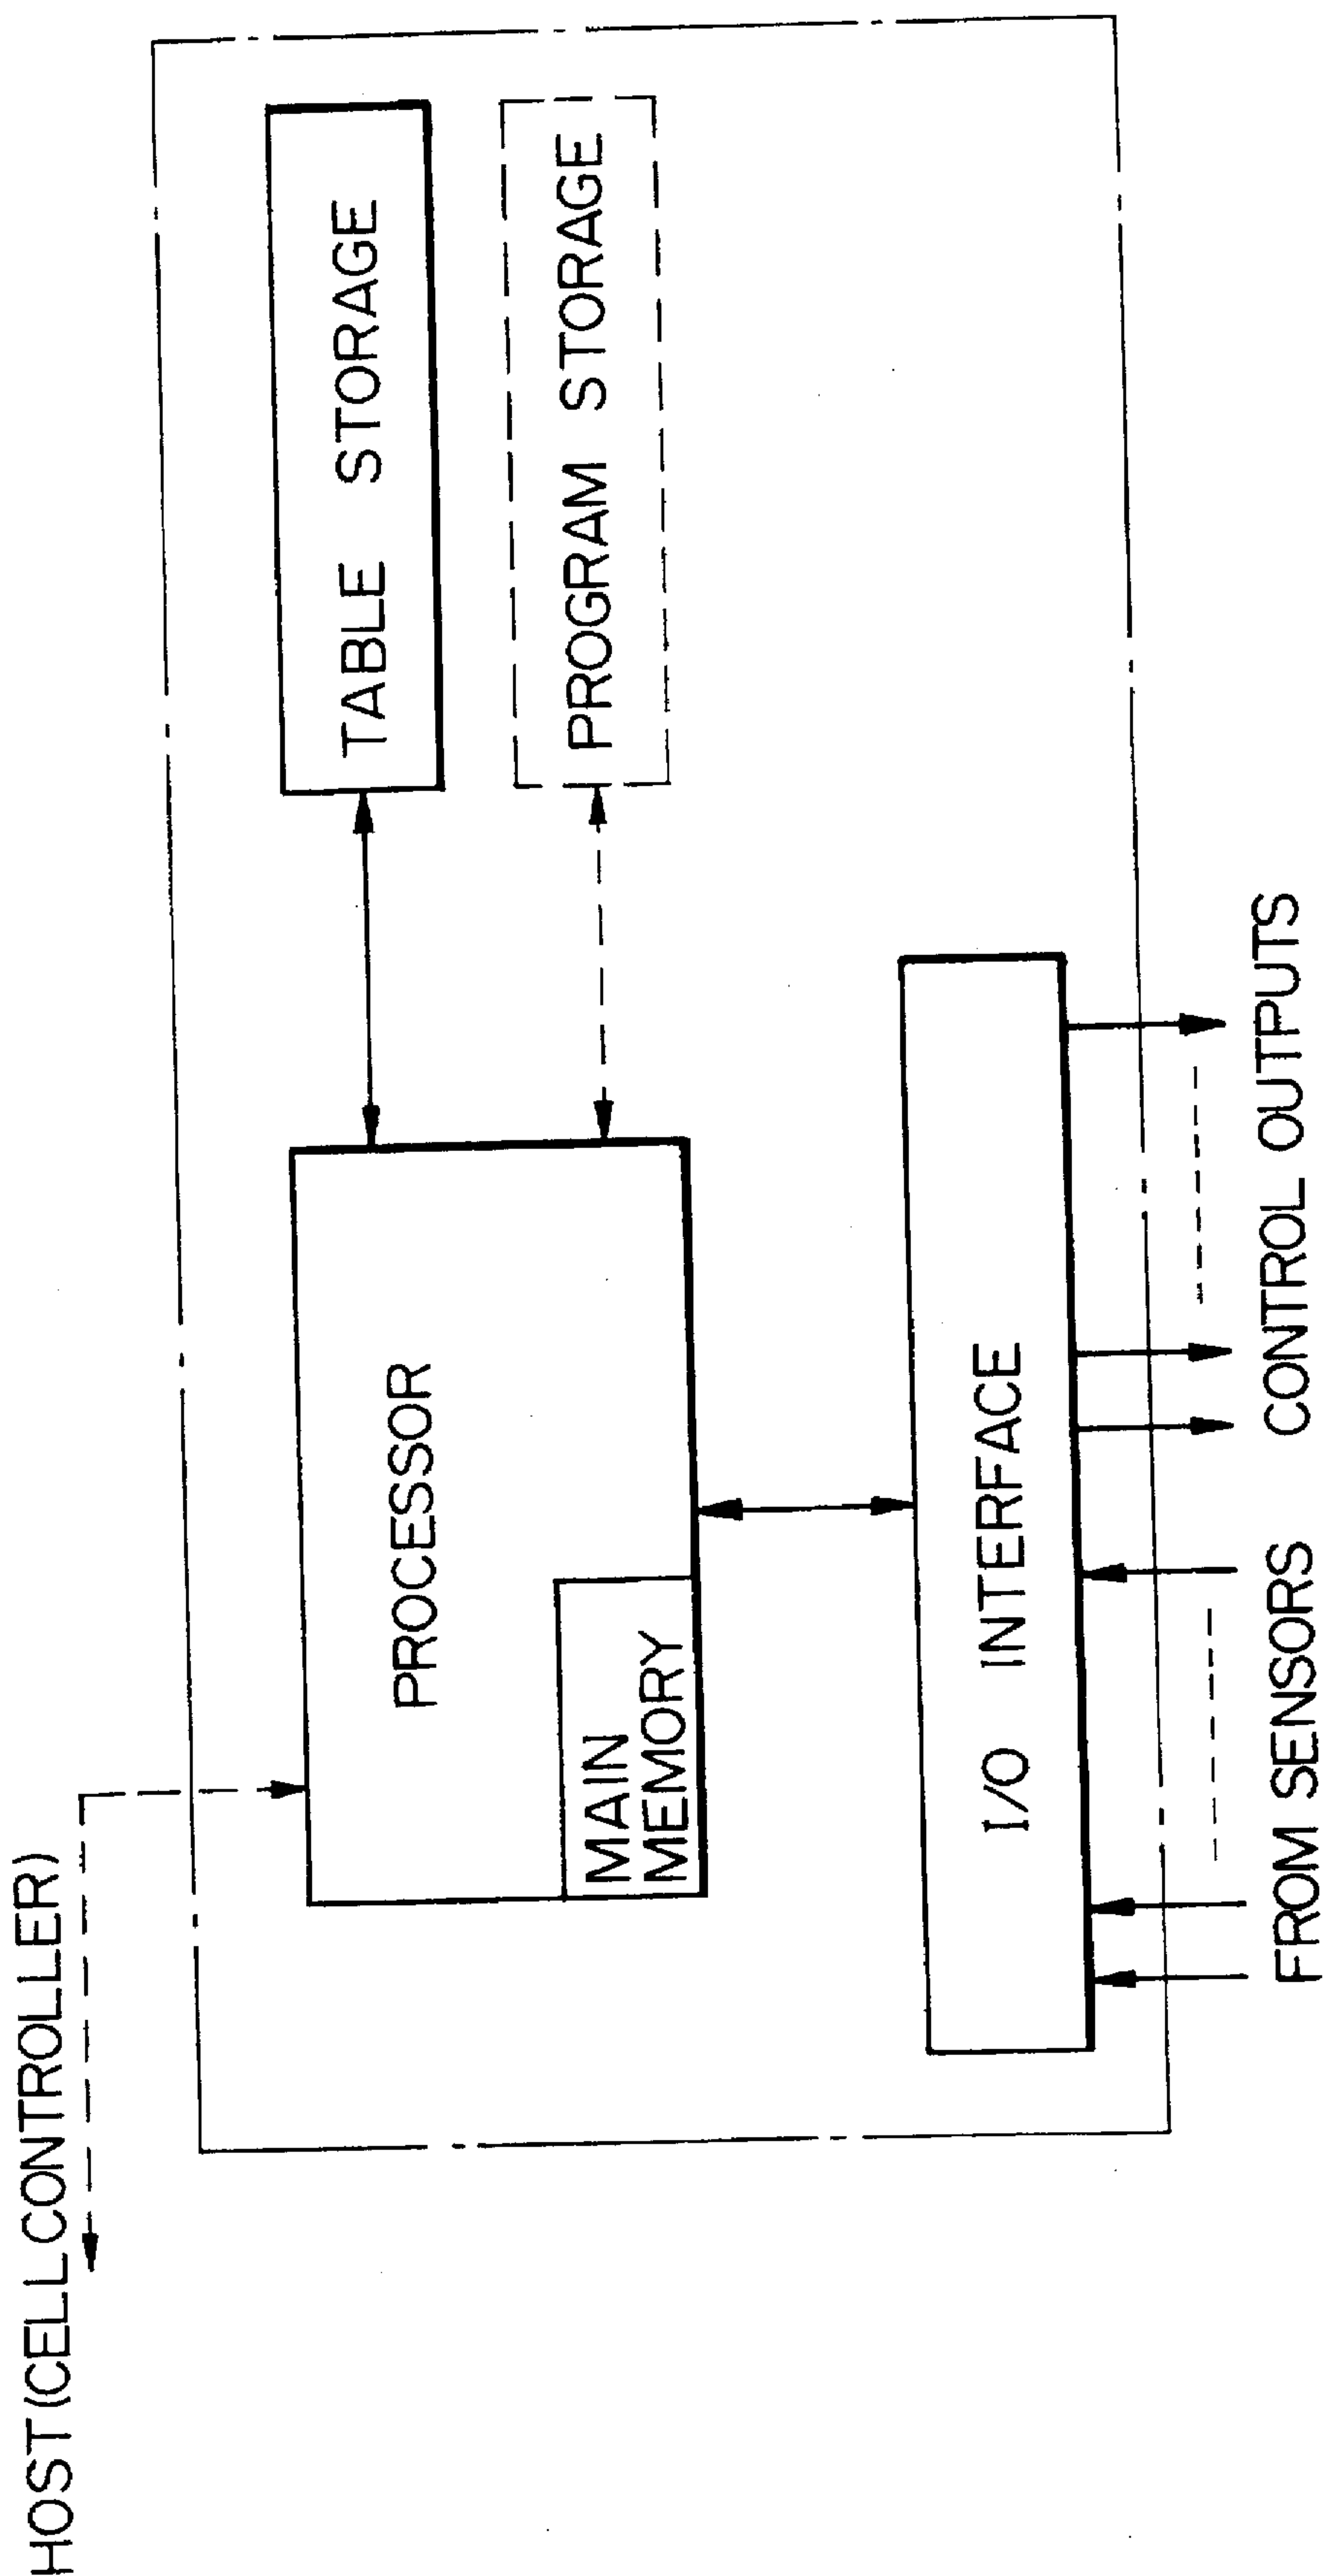 HOST (CELL CONTROLLER)
PROCESSOR
TABLE STORAGE
MAIN
MEMORY
PROGRAM STORAGE
I/O INTERFACE
FROM SENSORS
CONTROL OUTPUTS